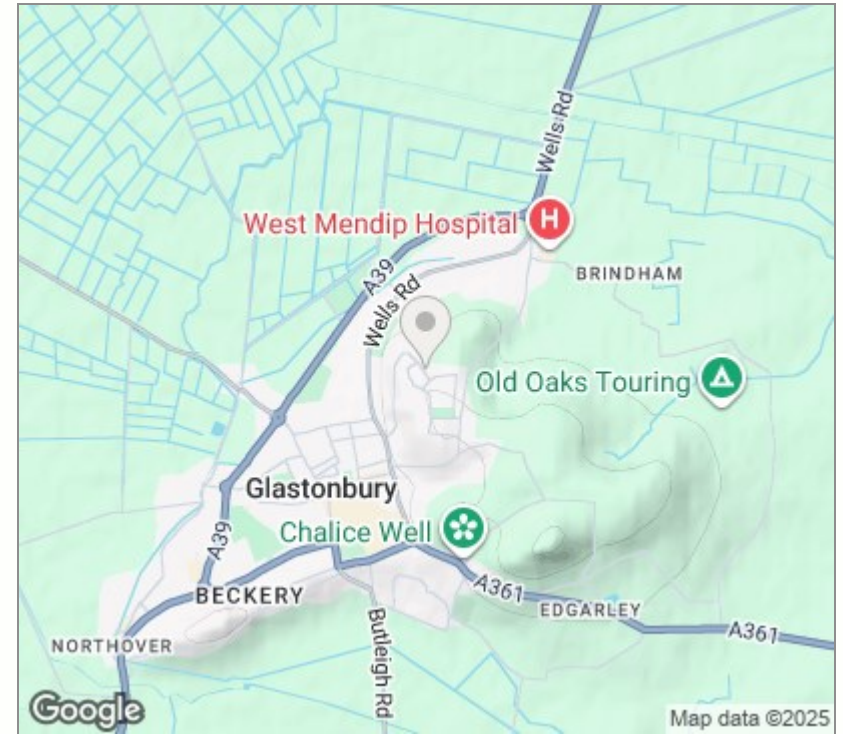 Wells Rd
West Mendip Hospital
H
BRINDHAM
A39
Wells Rd
Old Oaks Touring
Glastonbury
Chalice Well
A39
BECKERY
A361
EDGARLEY
A361
NORTHOVER
Butleigh Rd
Google
Map data ©2025